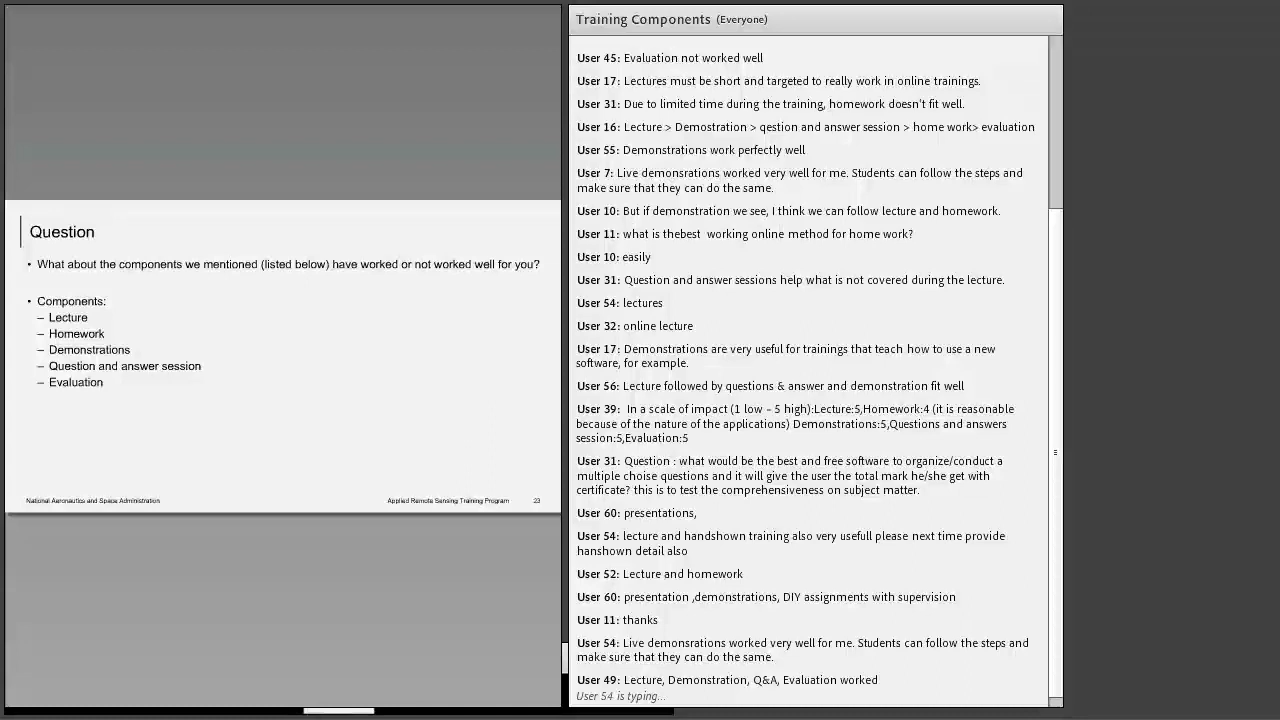 Question
• What about the components we mentioned (listed below) have worked or not worked well for you?
• Components:
– Lecture
– Homework
– Demonstrations
– Question and answer session
– Evaluation
National Aeronautics and Space Administration
Applied Remote Sensing Training Program
23
Training Components (Everyone)
User 45: Evaluation not worked well
User 17: Lectures must be short and targeted to really work in online trainings.
User 31: Due to limited time during the training, homework doesn't fit well.
User 16: Lecture > Demostration > qestion and answer session > home work> evaluation
User 55: Demonstrations work perfectly well
User 7: Live demonsrations worked very well for me. Students can follow the steps and
make sure that they can do the same.
User 10: But if demonstration we see, I think we can follow lecture and homework.
User 11: what is thebest working online method for home work?
User 10: easily
User 31: Question and answer sessions help what is not covered during the lecture.
User 54: lectures
User 32: online lecture
User 17: Demonstrations are very useful for trainings that teach how to use a new
software, for example.
User 56: Lecture followed by questions & answer and demonstration fit well
User 39: In a scale of impact (1 low – 5 high):Lecture:5,Homework:4 (it is reasonable
because of the nature of the applications) Demonstrations:5,Questions and answers
session:5,Evaluation:5
User 31: Question : what would be the best and free software to organize/conduct a
multiple choise questions and it will give the user the total mark he/she get with
certificate? this is to test the comprehensiveness on subject matter.
User 60: presentations,
User 54: lecture and handshown training also very usefull please next time provide
hanshown detail also
User 52: Lecture and homework
User 60: presentation ,demonstrations, DIY assignments with supervision
User 11: thanks
User 54: Live demonsrations worked very well for me. Students can follow the steps and
make sure that they can do the same.
User 49: Lecture, Demonstration, Q&A, Evaluation worked
User 54 is typing...